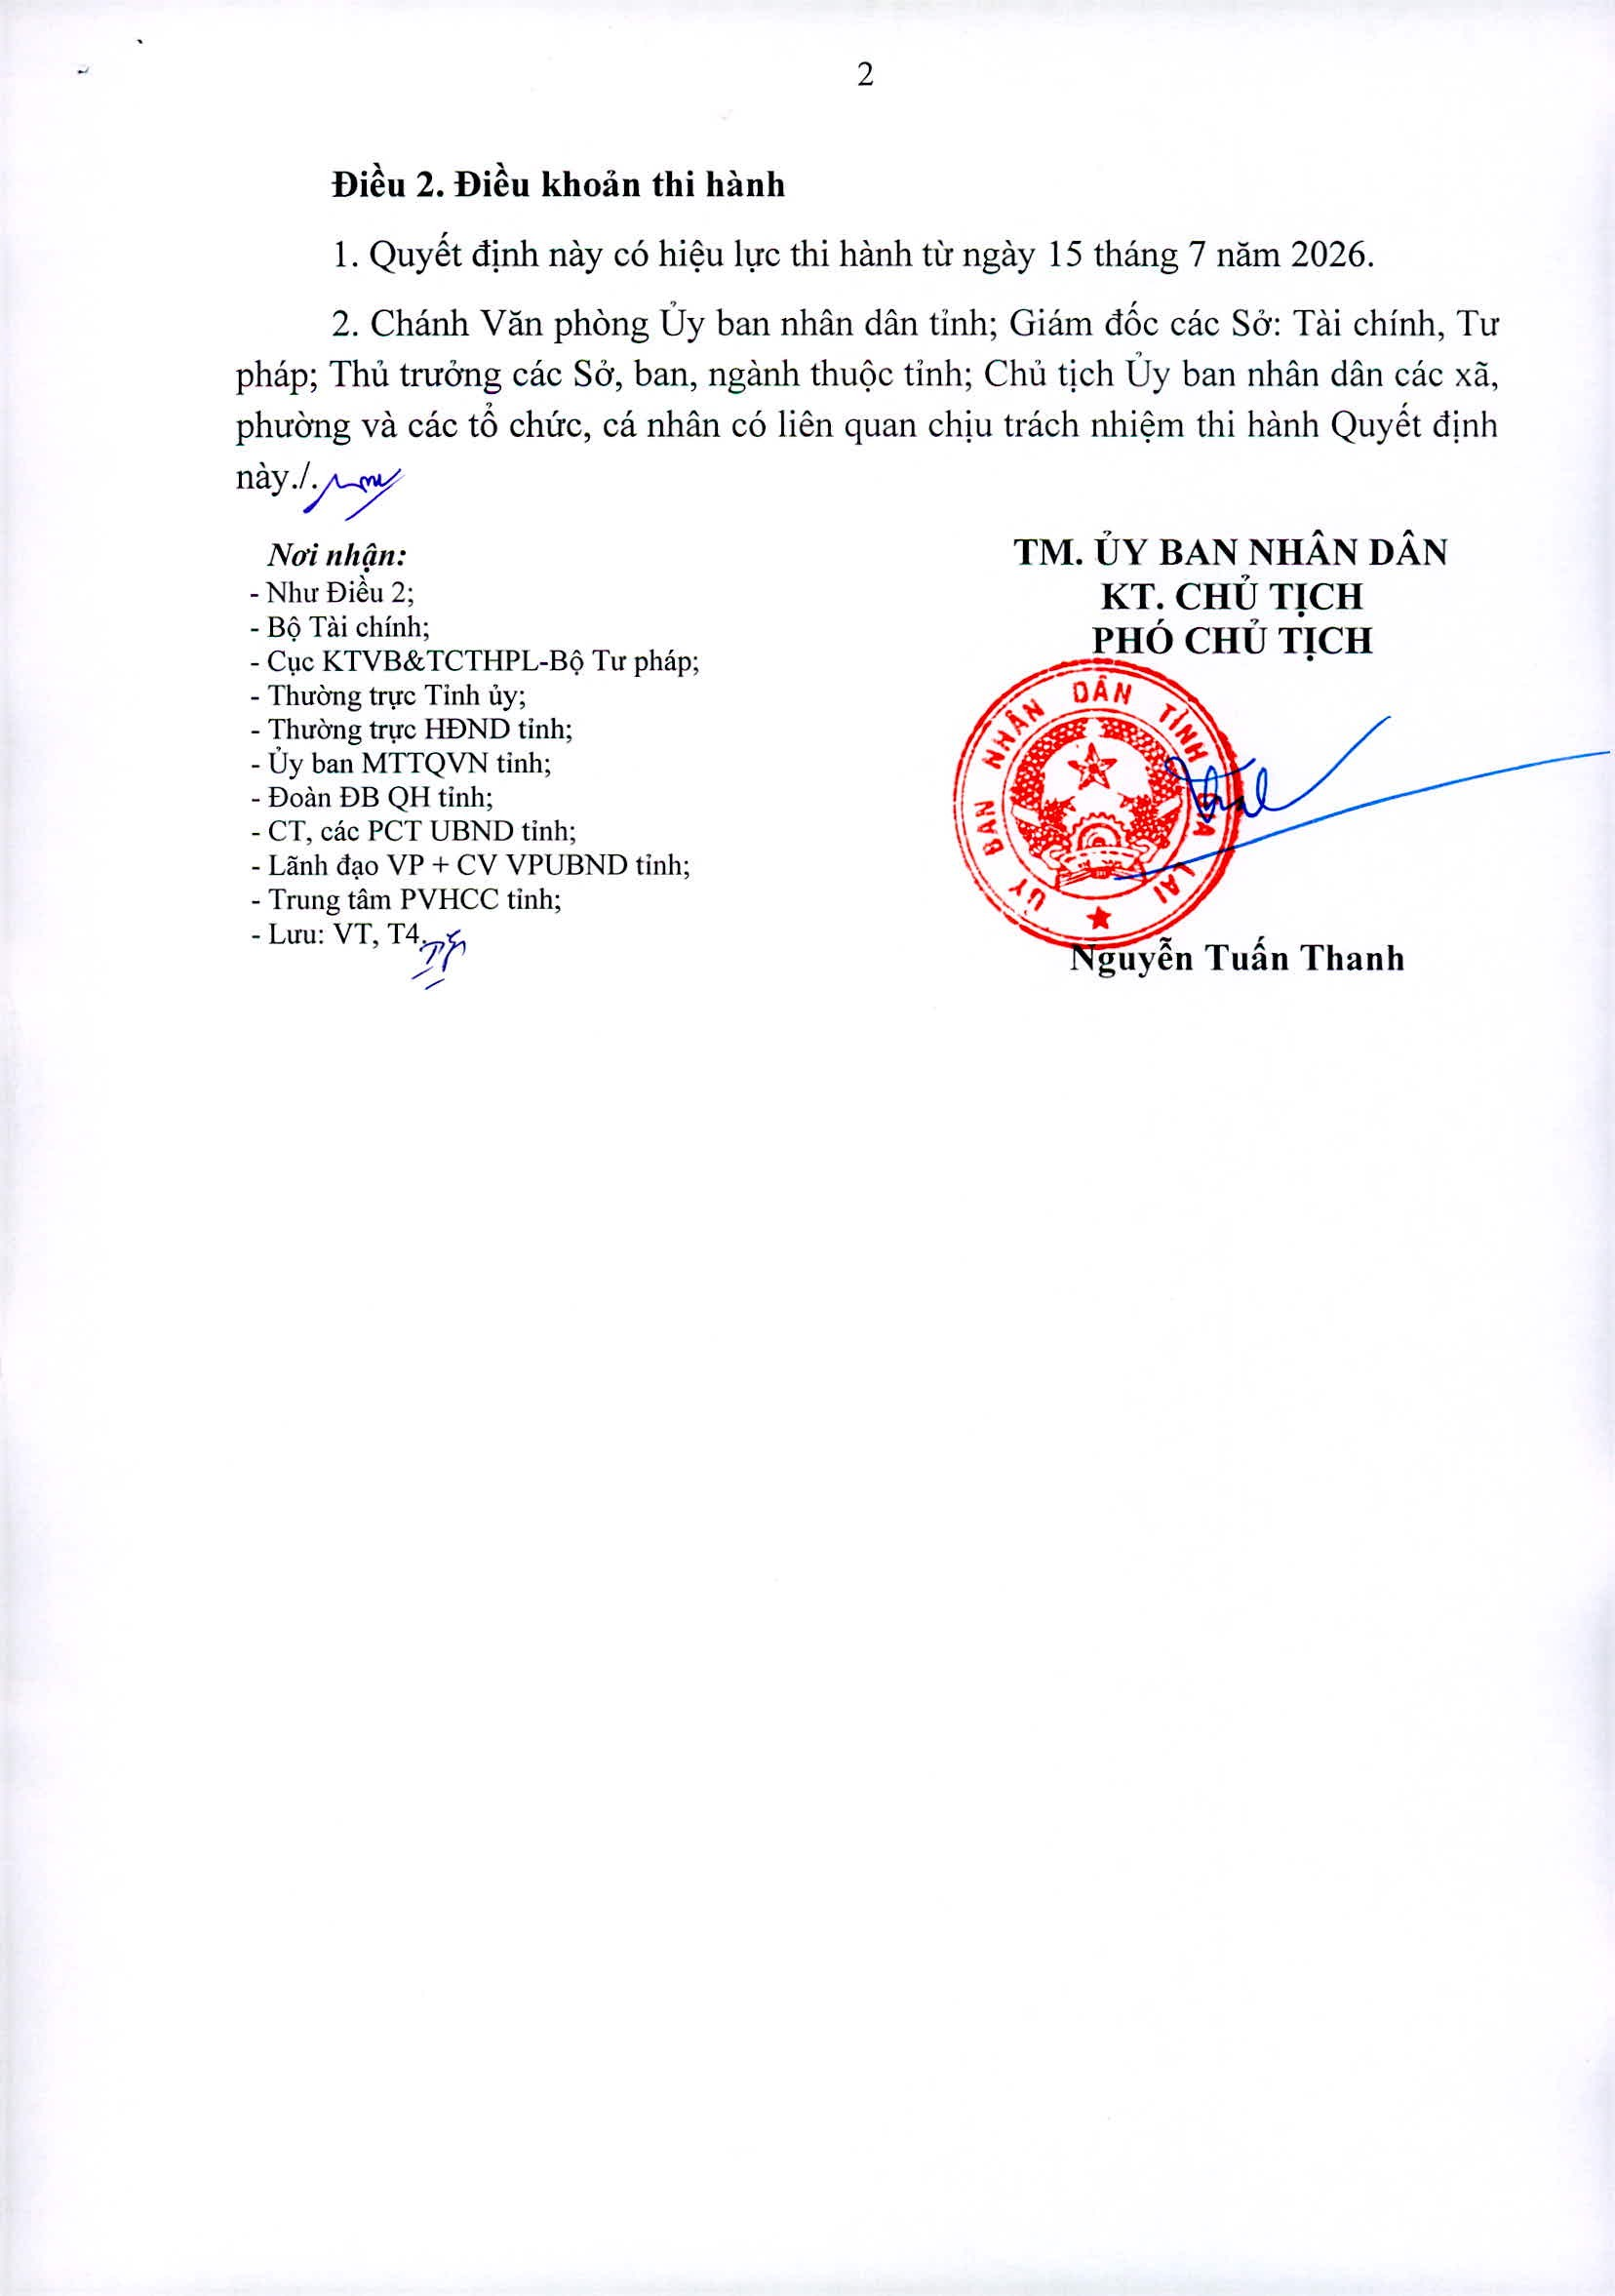 2
Điều 2. Điều khoản thi hành
1. Quyết định này có hiệu lực thi hành từ ngày 15 tháng 7 năm 2026.
2. Chánh Văn phòng Ủy ban nhân dân tỉnh; Giám đốc các Sở: Tài chính, Tư
pháp; Thủ trưởng các Sở, ban, ngành thuộc tỉnh; Chủ tịch Ủy ban nhân dân các xã,
phường và các tổ chức, cá nhân có liên quan chịu trách nhiệm thi hành Quyết định
này./.
Nơi nhận:
- Như Điều 2;
- Bộ Tài chính;
- Cục KTVB&TCTHPL-Bộ Tư pháp;
- Thường trực Tỉnh ủy;
- Thường trực HĐND tỉnh;
- Ủy ban MTTQVN tỉnh;
- Đoàn ĐB QH tỉnh;
- CT, các PCT UBND tỉnh;
- Lãnh đạo VP + CV VPUBND tỉnh;
- Trung tâm PVHCC tỉnh;
- Lưu: VT, T4.
TM. ỦY BAN NHÂN DÂN
KT. CHỦ TỊCH
PHÓ CHỦ TỊCH
ỦY BAN NHÂN DÂN TỈNH GIA LAI
Nguyễn Tuấn Thanh